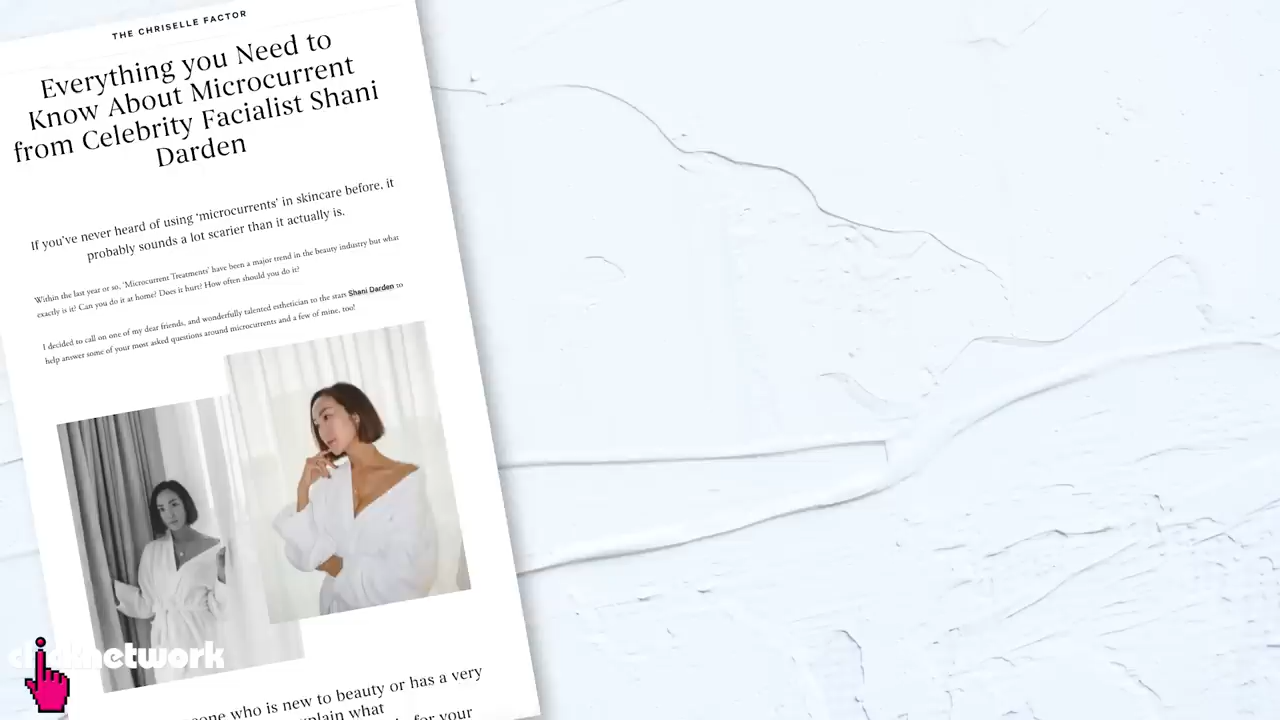 THE CHRISELLE FACTOR
Everything you Need to
Know About Microcurrent
from Celebrity Facialist Shani
Darden
If you've never heard of using 'microcurrents' in skincare before, it
probably sounds a lot scarier than it actually is.
Within the last year or so, 'Microcurrent Treatments' have been a major trend in the beauty industry but what
exactly is it? Can you do it at home? Does it hurt? How often should you do it?
I decided to call on one of my dear friends, and wonderfully talented esthetician to the stars Shani Darden to
help answer some of your most asked questions around microcurrents and a few of mine, too!
clicknetwork
who is new to beauty or has a very
what
for your